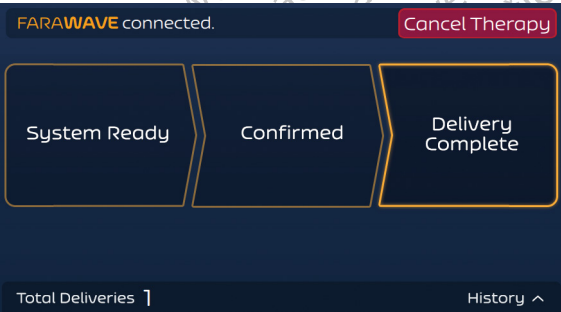 FARAWAVE connected.
Cancel Therapy
System Ready
Confirmed
Delivery
Complete
Total Deliveries 1
History